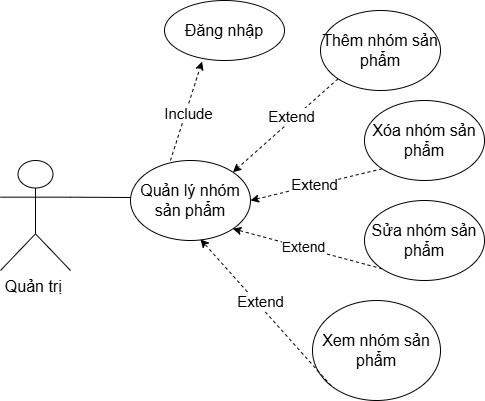 Đăng nhập
Thêm nhóm sản
phẩm
Include
Extend
Xóa nhóm sản
phẩm
Extend
Quản lý nhóm
sản phẩm
Sửa nhóm sản
phẩm
Extend
Quản trị
Extend
Xem nhóm sản
phẩm